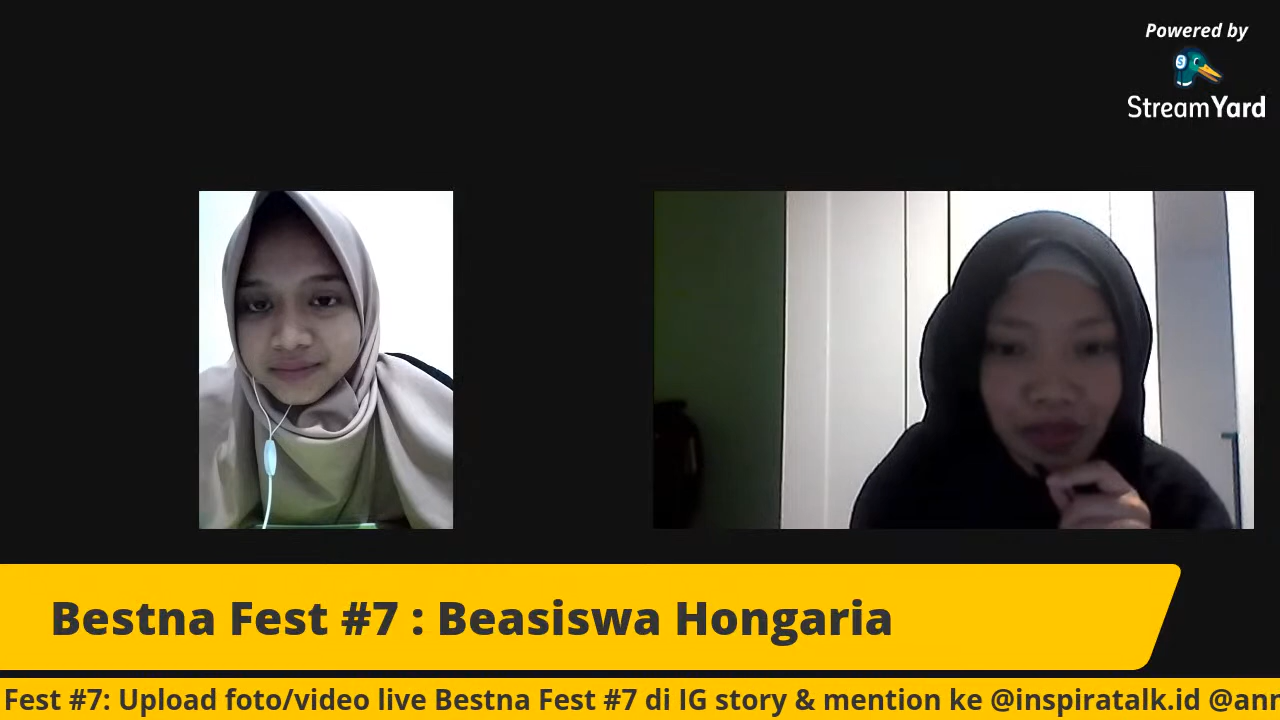 Powered by
StreamYard
Bestna Fest #7 : Beasiswa Hongaria
Fest #7: Upload foto/video live Bestna Fest #7 di IG story & mention ke @inspiratalk.id